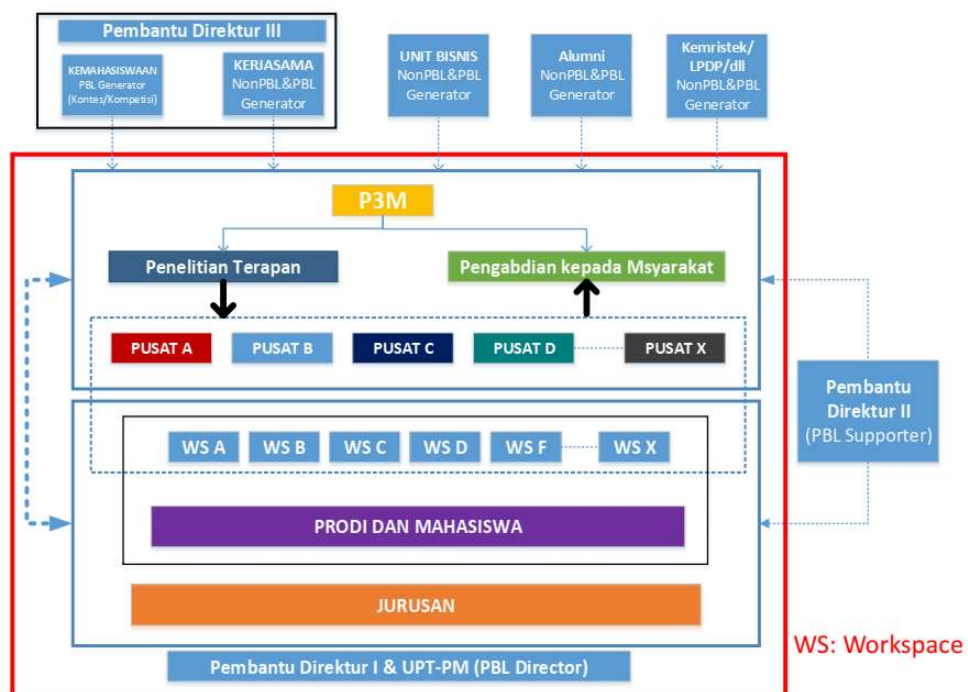 Pembantu Direktur III
KEMAHASISWAAN
PBL Generator
(Kontes/Kompetisi)
KERJASAMA
NonPBL&PBL
Generator
UNIT BISNIS
NonPBL&PBL
Generator
Alumni
NonPBL&PBL
Generator
Kemristek/
LPDP/dll
NonPBL&PBL
Generator
P3M
Penelitian Terapan
Pengabdian kepada Msyarakat
PUSAT A
PUSAT B
PUSAT C
PUSAT D
PUSAT X
Pembantu
Direktur II
(PBL Supporter)
WS A
WS B
WS C
WS D
WS F
WS X
PRODI DAN MAHASISWA
JURUSAN
WS: Workspace
Pembantu Direktur I & UPT-PM (PBL Director)